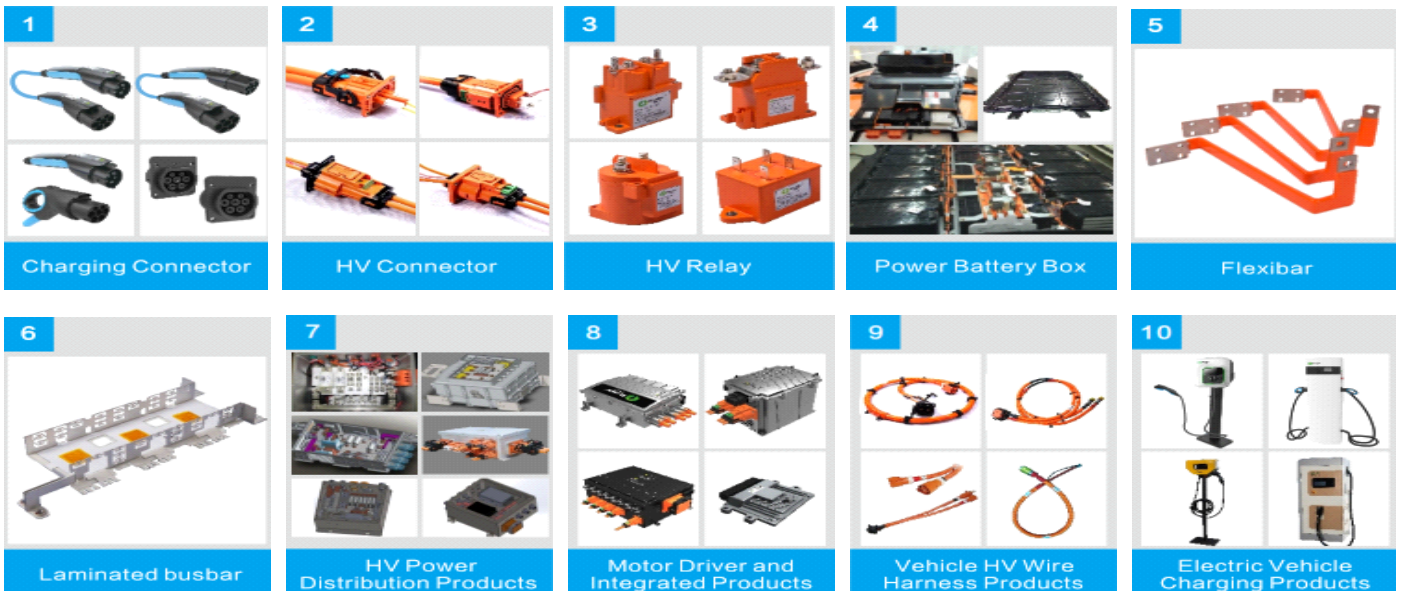 1
2
3
4
5
Charging Connector
HV Connector
HV Relay
Power Battery Box
Flexibar
6
7
8
9
10
Laminated busbar
HV Power
Distribution Products
Motor Driver and
Integrated Products
Vehicle HV Wire
Harness Products
Electric Vehicle
Charging Products